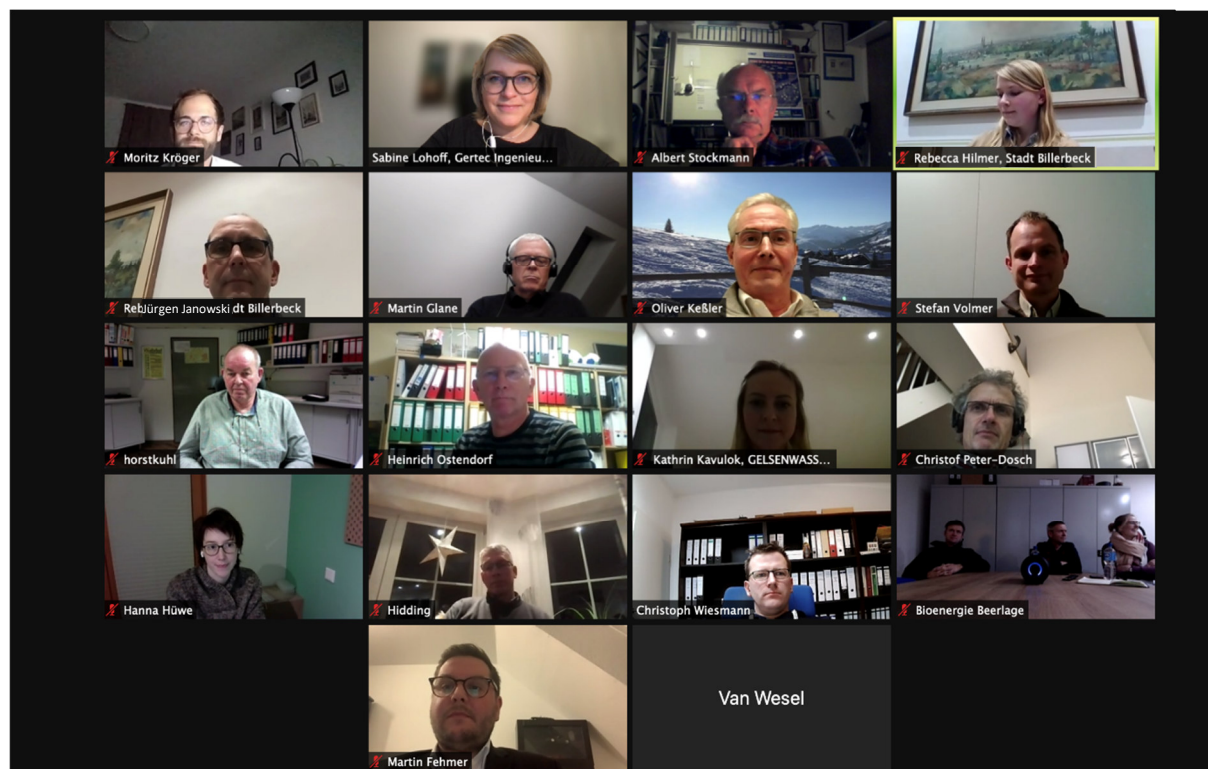 Moritz Kröger
Sabine Lohoff, Gertec Ingenieu...
Albert Stockmann
Rebecca Hilmer, Stadt Billerbeck
RebJürgen Janowski dt Billerbeck
Martin Glane
Oliver Keßler
Stefan Volmer
horstkuhl
Heinrich Ostendorf
Kathrin Kavulok, GELSENWASS...
Christof Peter-Dosch
Hanna Hüwe
Hidding
Christoph Wiesmann
Bioenergie Beerlage
Martin Fehmer
Van Wesel